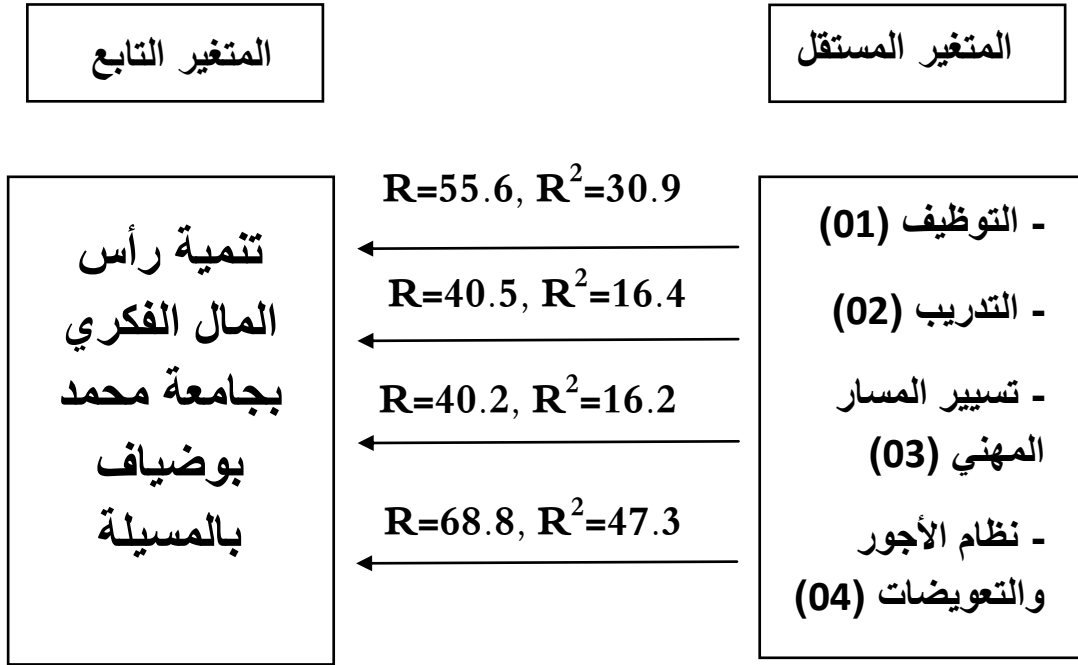 المتغير المستقل
المتغير التابع
- التوظيف (01)
- التدريب (02)
- تسيير المسار
المهني (03)
- نظام الأجور
والتعويضات (04)
R=55.6, R²=30.9
R=40.5, R²=16.4
R=40.2, R²=16.2
R=68.8, R²=47.3
تنمية رأس
المال الفكري
بجامعة محمد
بوضياف
بالمسيلة